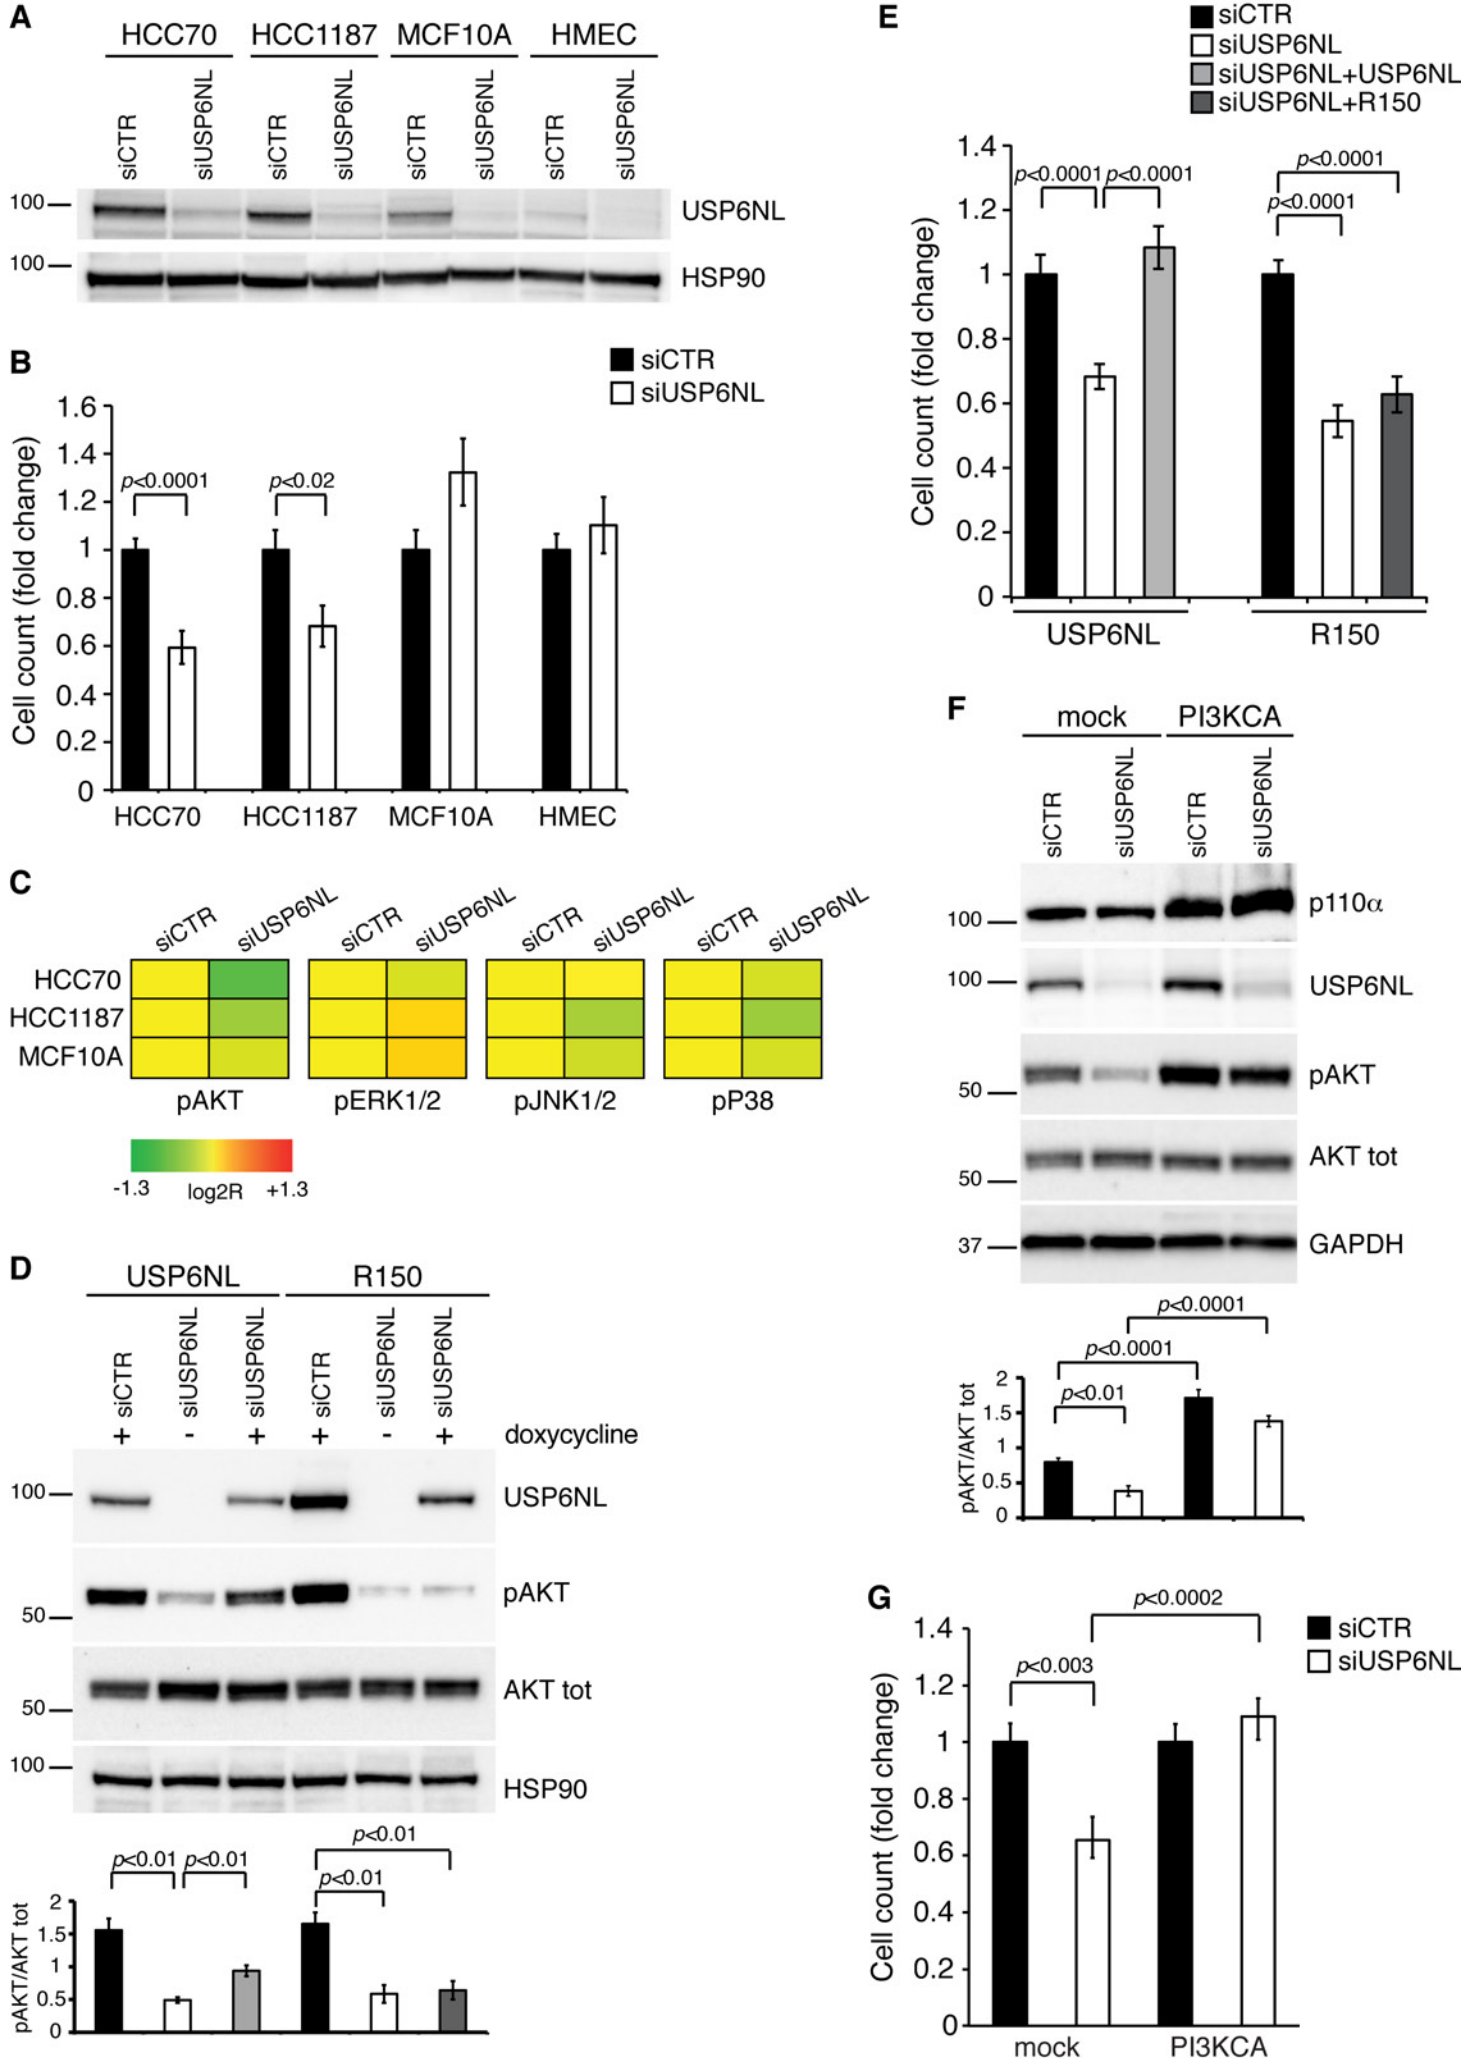 A
HCC70 HCC1187 MCF10A HMEC
siCTR siUSP6NL siCTR siUSP6NL siCTR siUSP6NL siCTR siUSP6NL
100 USP6NL
100 HSP90
B
siCTR
siUSP6NL
Cell count (fold change)
1.6
1.4
1.2
1
0.8
0.6
0.4
0.2
0
p<0.0001 p<0.02
HCC70 HCC1187 MCF10A HMEC
C
siCTR siUSP6NL siCTR siUSP6NL siCTR siUSP6NL siCTR siUSP6NL
HCC70
HCC1187
MCF10A
pAKT pERK1/2 pJNK1/2 pP38
-1.3 log2R +1.3
D
USP6NL R150
siCTR siUSP6NL siUSP6NL siCTR siUSP6NL siUSP6NL
+ - + + - + doxycycline
100 USP6NL
pAKT
50
AKT tot
50
100
HSP90
p<0.01
p<0.01 p<0.01
p<0.01
pAKT/AKT tot
2
1.5
1
0.5
0
E
siCTR
siUSP6NL
siUSP6NL+USP6NL
siUSP6NL+R150
Cell count (fold change)
1.4
1.2
1
0.8
0.6
0.4
0.2
0
p<0.0001
p<0.0001 p<0.0001
p<0.0001
USP6NL R150
F
mock PI3KCA
siCTR siUSP6NL siCTR siUSP6NL
p110α
100
100 USP6NL
pAKT
50
AKT tot
50
37 GAPDH
p<0.0001
p<0.0001
p<0.01
pAKT/AKT tot
2
1.5
1
0.5
0
G
siCTR
siUSP6NL
p<0.0002
p<0.003
Cell count (fold change)
1.4
1.2
1
0.8
0.6
0.4
0.2
0
mock PI3KCA